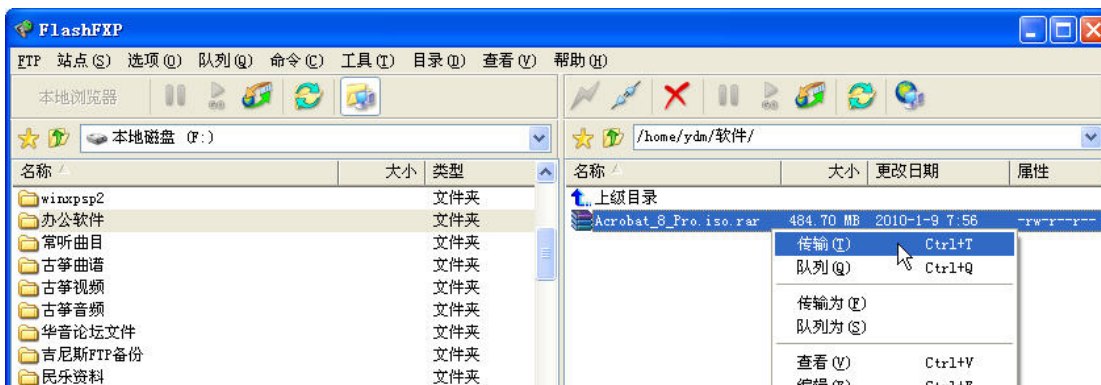 FlashFXP
FTP 站点(S) 选项(O) 队列(Q) 命令(C) 工具(T) 目录(D) 查看(V) 帮助(H)
本地浏览器
本地磁盘 (F:)
/home/ydm/软件/
名称 大小 类型
名称 大小 更改日期 属性
winxpsp2 文件夹
上级目录
办公软件 文件夹
Acrobat_8_Pro.iso.rar 484.70 MB 2010-1-9 7:56 -rw-r--r--
常听曲目 文件夹
传输(T) Ctrl+T
古筝曲谱 文件夹
队列(Q) Ctrl+Q
古筝视频 文件夹
古筝音频 文件夹
传输为(F)
华音论坛文件 文件夹
队列为(S)
吉尼斯FTP备份 文件夹
查看(V) Ctrl+V
民乐资料 文件夹